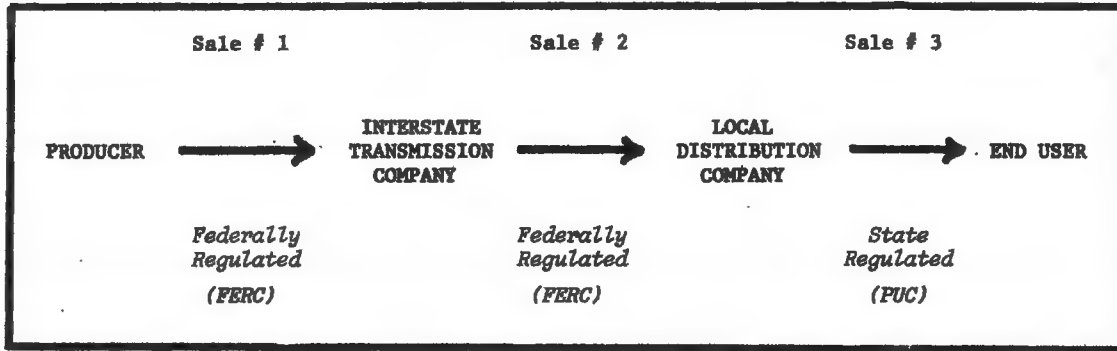 Sale # 1 Sale # 2 Sale # 3
INTERSTATE LOCAL
PRODUCER TRANSMISSION DISTRIBUTION END USER
COMPANY COMPANY
Federally Federally State
Regulated Regulated Regulated
(FERC) (FERC) (PUC)